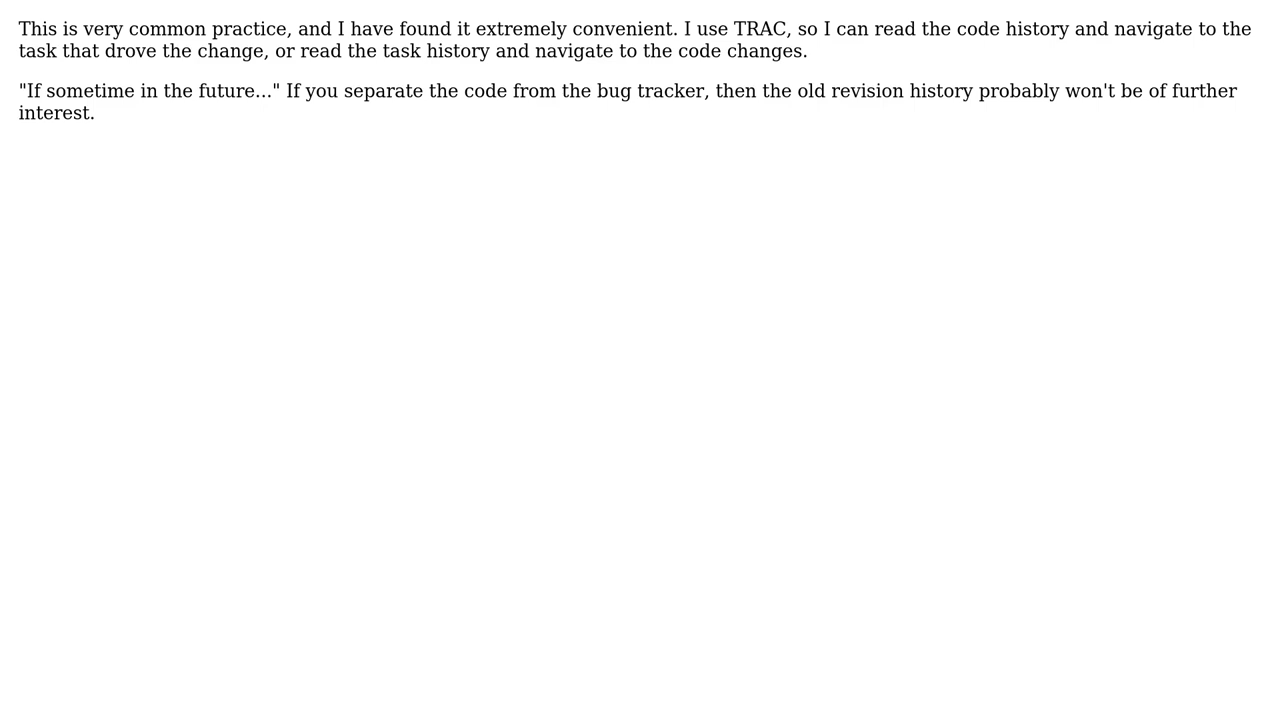 This is very common practice, and I have found it extremely convenient. I use TRAC, so I can read the code history and navigate to the
task that drove the change, or read the task history and navigate to the code changes.
"If sometime in the future..." If you separate the code from the bug tracker, then the old revision history probably won't be of further
interest.